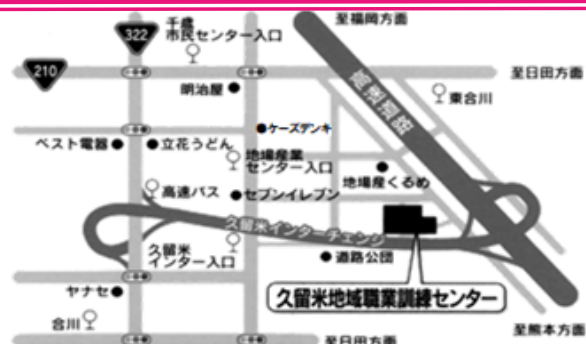 至福岡方面
322
千歳
市民センター入口
210
至日田方面
明治屋
東合川
ケーズデンキ
ベスト電器
立花うどん
地場産業
センター入口
地場産くるめ
高速バス
セブンイレブン
久留米インターチェンジ
久留米
インター入口
道路公団
ヤナセ
久留米地域職業訓練センター
合川
至日田方面
至熊本方面